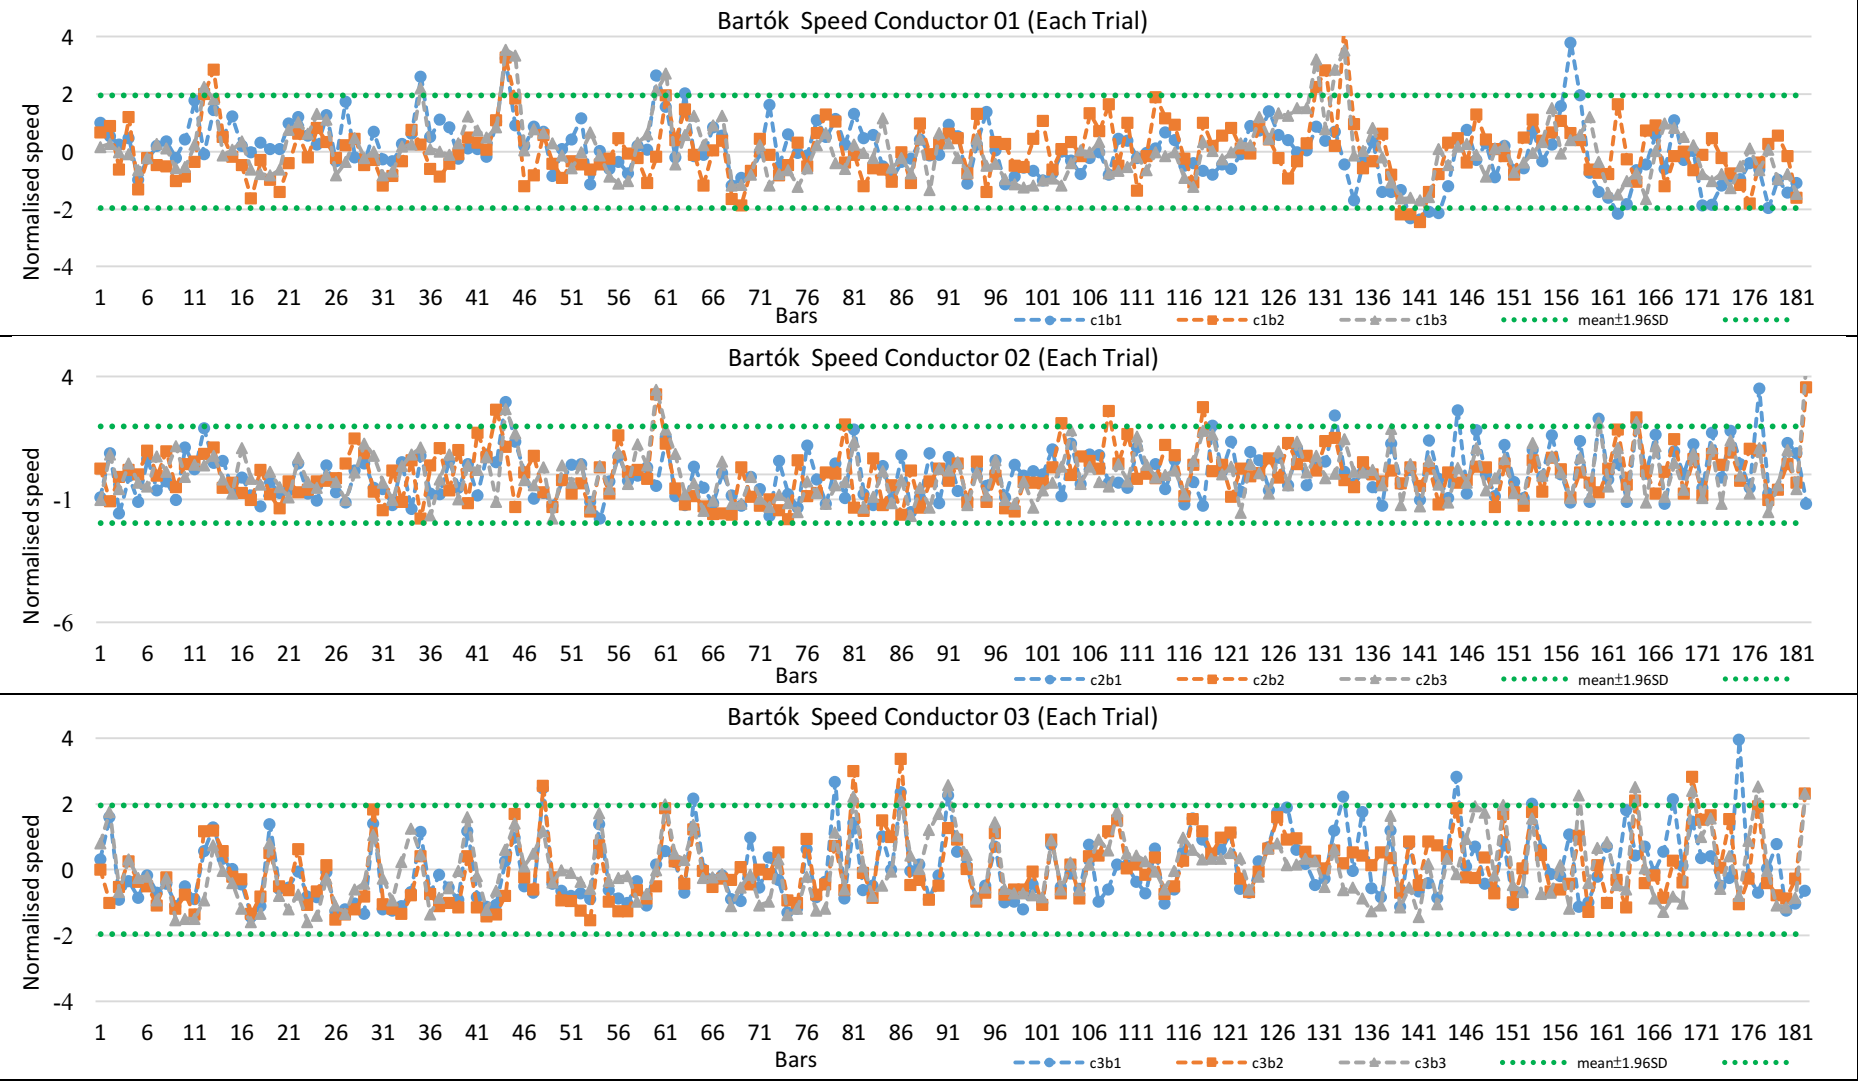 Bartók  Speed Conductor 01 (Each Trial)
Normalised speed
4
2
0
-2
-4
1 6 11 16 21 26 31 36 41 46 51 56 61 66 71 76 81 86 91 96 101 106 111 116 121 126 131 136 141 146 151 156 161 166 171 176 181
Bars
c1b1 c1b2 c1b3 mean±1.96SD
Bartók  Speed Conductor 02 (Each Trial)
Normalised speed
4
-1
-6
1 6 11 16 21 26 31 36 41 46 51 56 61 66 71 76 81 86 91 96 101 106 111 116 121 126 131 136 141 146 151 156 161 166 171 176 181
Bars
c2b1 c2b2 c2b3 mean±1.96SD
Bartók  Speed Conductor 03 (Each Trial)
Normalised speed
4
2
0
-2
-4
1 6 11 16 21 26 31 36 41 46 51 56 61 66 71 76 81 86 91 96 101 106 111 116 121 126 131 136 141 146 151 156 161 166 171 176 181
Bars
c3b1 c3b2 c3b3 mean±1.96SD